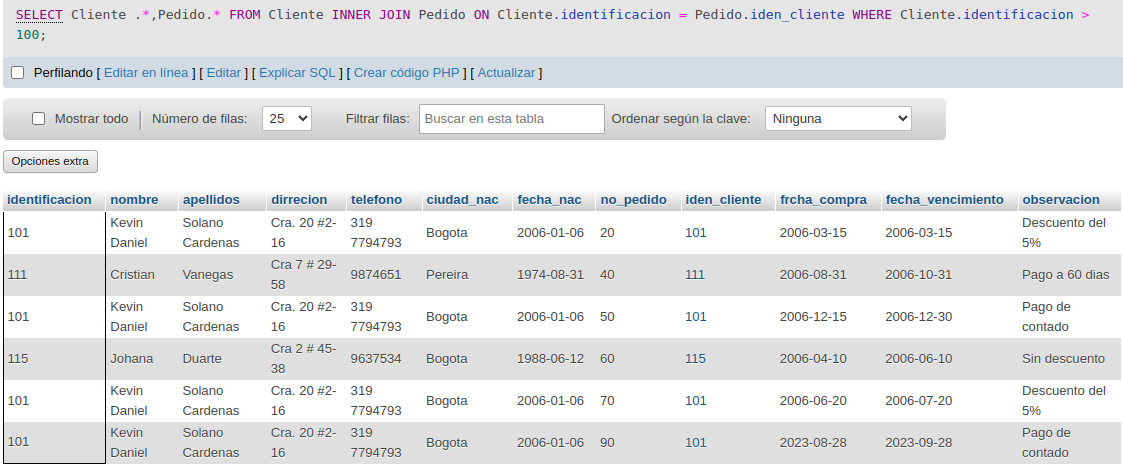 SELECT Cliente .*,Pedido.* FROM Cliente INNER JOIN Pedido ON Cliente.identificacion = Pedido.iden_cliente WHERE Cliente.identificacion >
100;
Perfilando [ Editar en línea ] [ Editar ] [ Explicar SQL ] [ Crear código PHP ] [ Actualizar ]
Mostrar todo | Número de filas: 25 Filtrar filas: Buscar en esta tabla Ordenar según la clave: Ninguna
Opciones extra
identificacion nombre apellidos dirrecion telefono ciudad_nac fecha_nac no_pedido iden_cliente frcha_compra fecha_vencimiento observacion
101 Kevin Daniel Solano Cardenas Cra. 20 #2-16 319 7794793 Bogota 2006-01-06 20 101 2006-03-15 2006-03-15 Descuento del 5%
111 Cristian Vanegas Cra 7 # 29-58 9874651 Pereira 1974-08-31 40 111 2006-08-31 2006-10-31 Pago a 60 dias
101 Kevin Daniel Solano Cardenas Cra. 20 #2-16 319 7794793 Bogota 2006-01-06 50 101 2006-12-15 2006-12-30 Pago de contado
115 Johana Duarte Cra 2 # 45-38 9637534 Bogota 1988-06-12 60 115 2006-04-10 2006-06-10 Sin descuento
101 Kevin Daniel Solano Cardenas Cra. 20 #2-16 319 7794793 Bogota 2006-01-06 70 101 2006-06-20 2006-07-20 Descuento del 5%
101 Kevin Daniel Solano Cardenas Cra. 20 #2-16 319 7794793 Bogota 2006-01-06 90 101 2023-08-28 2023-09-28 Pago de contado